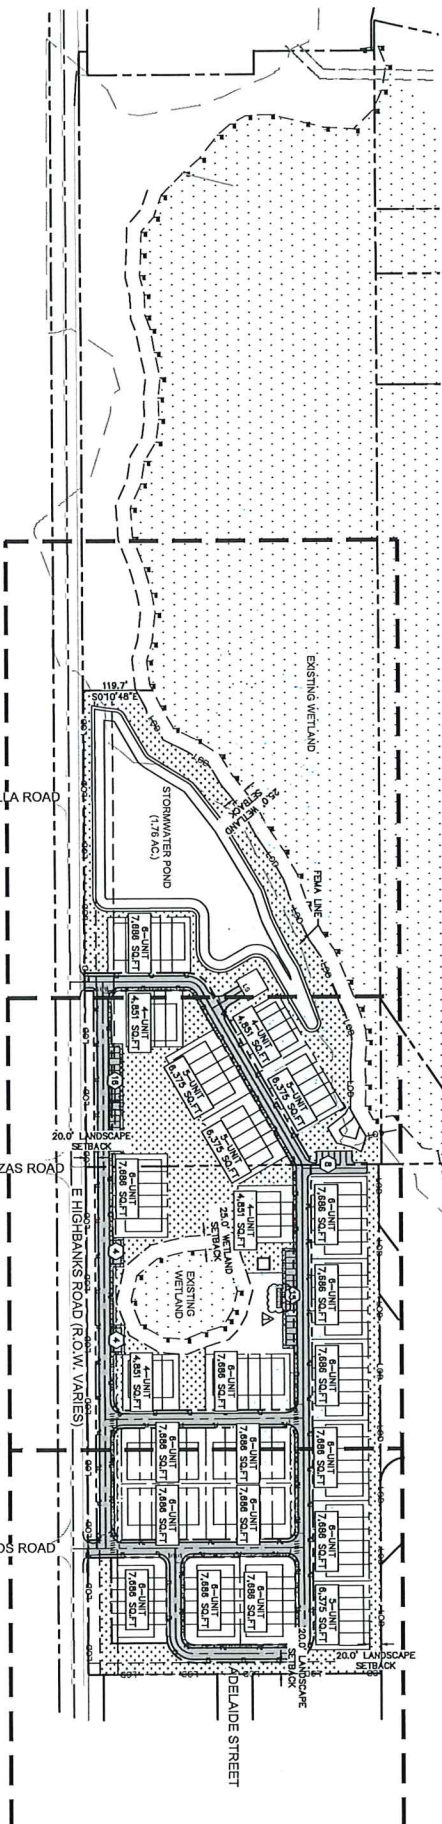 EXISTING WETLAND
119.7'
S0°10'48"E
LOD
25.0'
WETLAND
SETBACK
LLA ROAD
STORMWATER POND
(1.76 AC.)
FEMA LINE
6-UNIT
7,686 SQ.FT
4-UNIT
4,851 SQ.FT
4-UNIT
4,851 SQ.FT
5-UNIT
6,375 SQ.FT
5-UNIT
6,375 SQ.FT
5-UNIT
6,375 SQ.FT
16
20.0' LANDSCAPE
SETBACK
ZAS ROAD
8
6-UNIT
7,686 SQ.FT
6-UNIT
7,686 SQ.FT
4-UNIT
4,851 SQ.FT
25.0' WETLAND
SETBACK
E HIGHBANKS ROAD (R.O.W. VARIES)
4
EXISTING
WETLAND
6-UNIT
7,686 SQ.FT
4
4-UNIT
4,851 SQ.FT
6-UNIT
7,686 SQ.FT
6-UNIT
7,686 SQ.FT
6-UNIT
7,686 SQ.FT
6-UNIT
7,686 SQ.FT
6-UNIT
7,686 SQ.FT
6-UNIT
7,686 SQ.FT
6-UNIT
7,686 SQ.FT
6-UNIT
7,686 SQ.FT
OS ROAD
6-UNIT
7,686 SQ.FT
6-UNIT
7,686 SQ.FT
6-UNIT
7,686 SQ.FT
5-UNIT
6,375 SQ.FT
20.0' LANDSCAPE
SETBACK
20.0' LANDSCAPE
SETBACK
ADELAIDE STREET